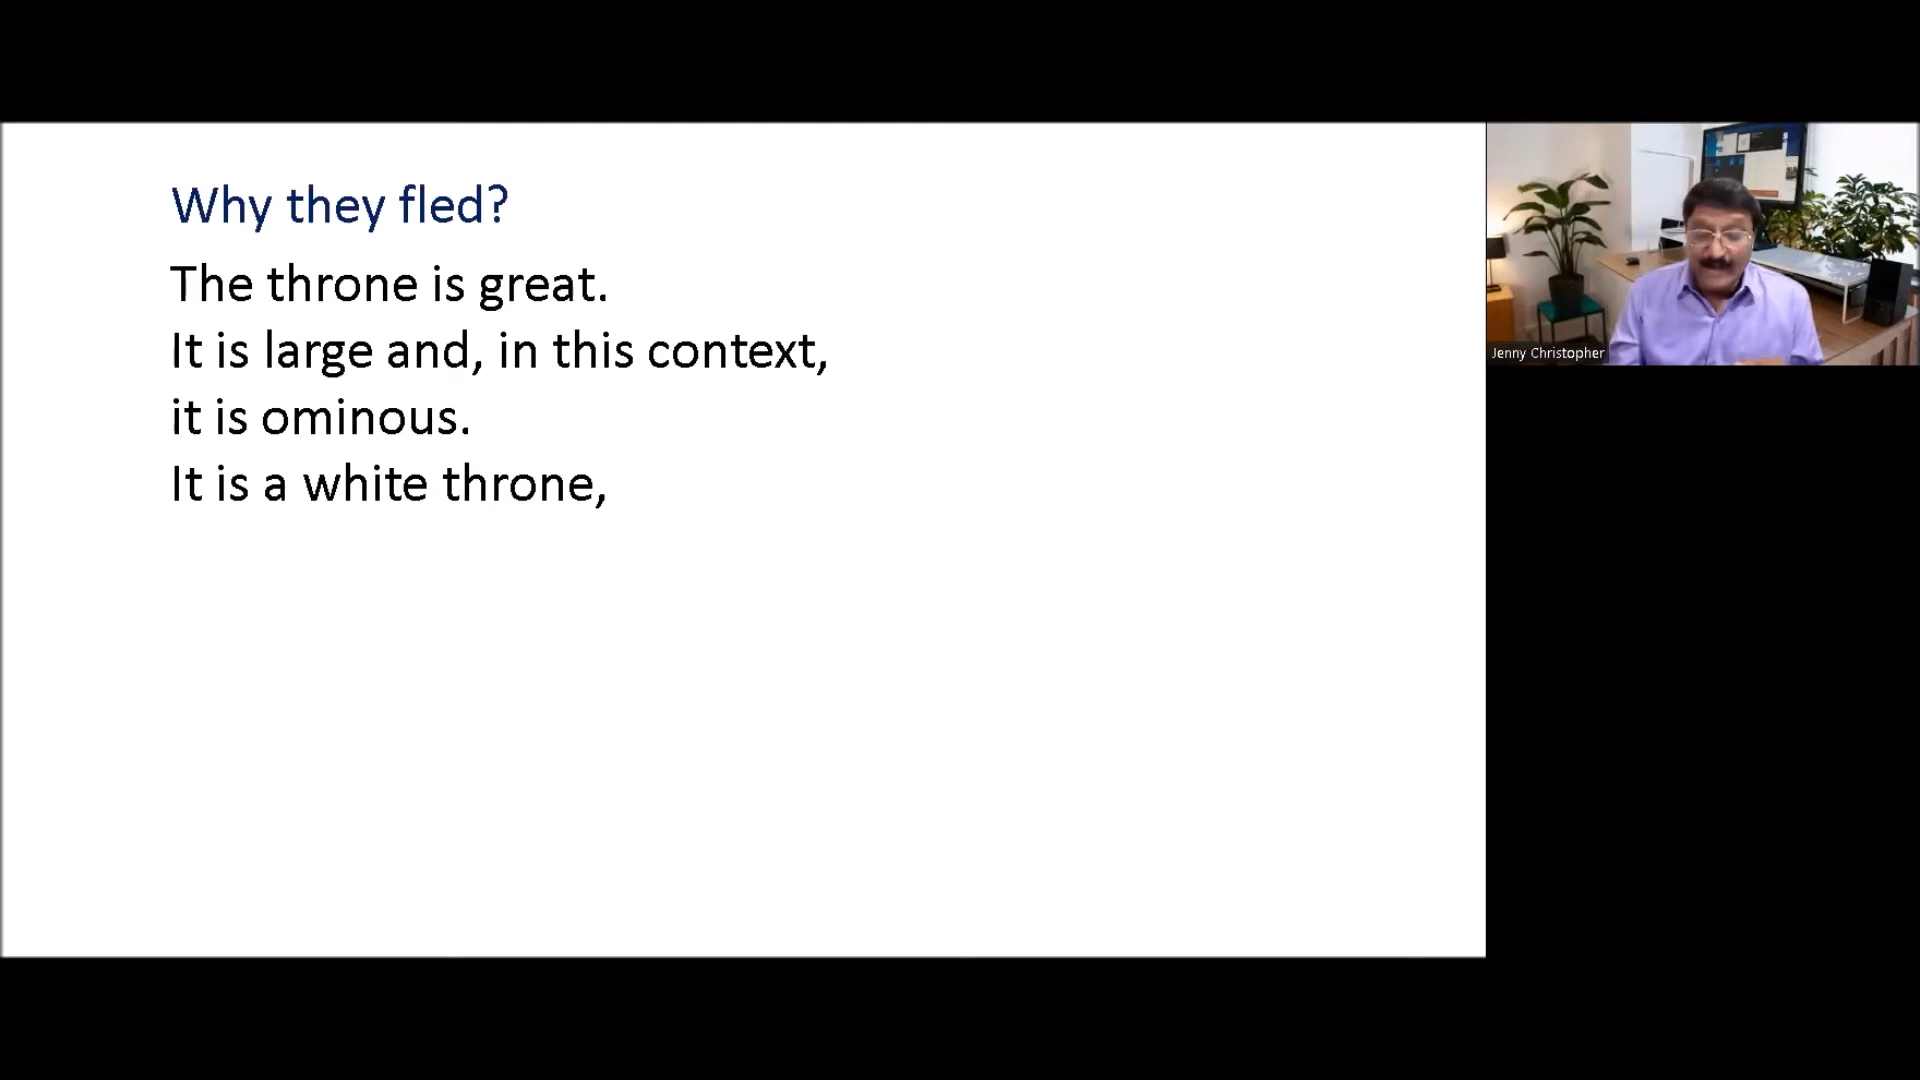 Why they fled?
The throne is great.
It is large and, in this context,
it is ominous.
It is a white throne,
Jenny Christopher